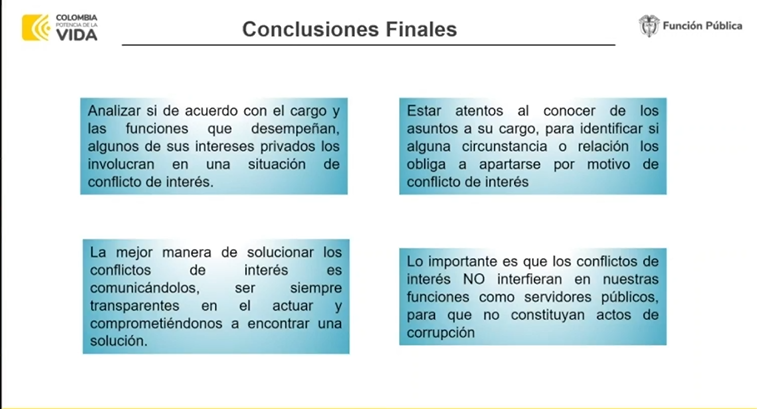 COLOMBIA
POTENCIA DE LA
VIDA
Conclusiones Finales
Función Pública
Analizar si de acuerdo con el cargo y
las funciones que desempeñan,
algunos de sus intereses privados los
involucran en una situación de
conflicto de interés.
Estar atentos al conocer de los
asuntos a su cargo, para identificar si
alguna circunstancia o relación los
obliga a apartarse por motivo de
conflicto de interés
La mejor manera de solucionar los
conflictos de interés es
comunicándolos, ser siempre
transparentes en el actuar y
comprometiéndonos a encontrar una
solución.
Lo importante es que los conflictos de
interés NO interfieran en nuestras
funciones como servidores públicos,
para que no constituyan actos de
corrupción